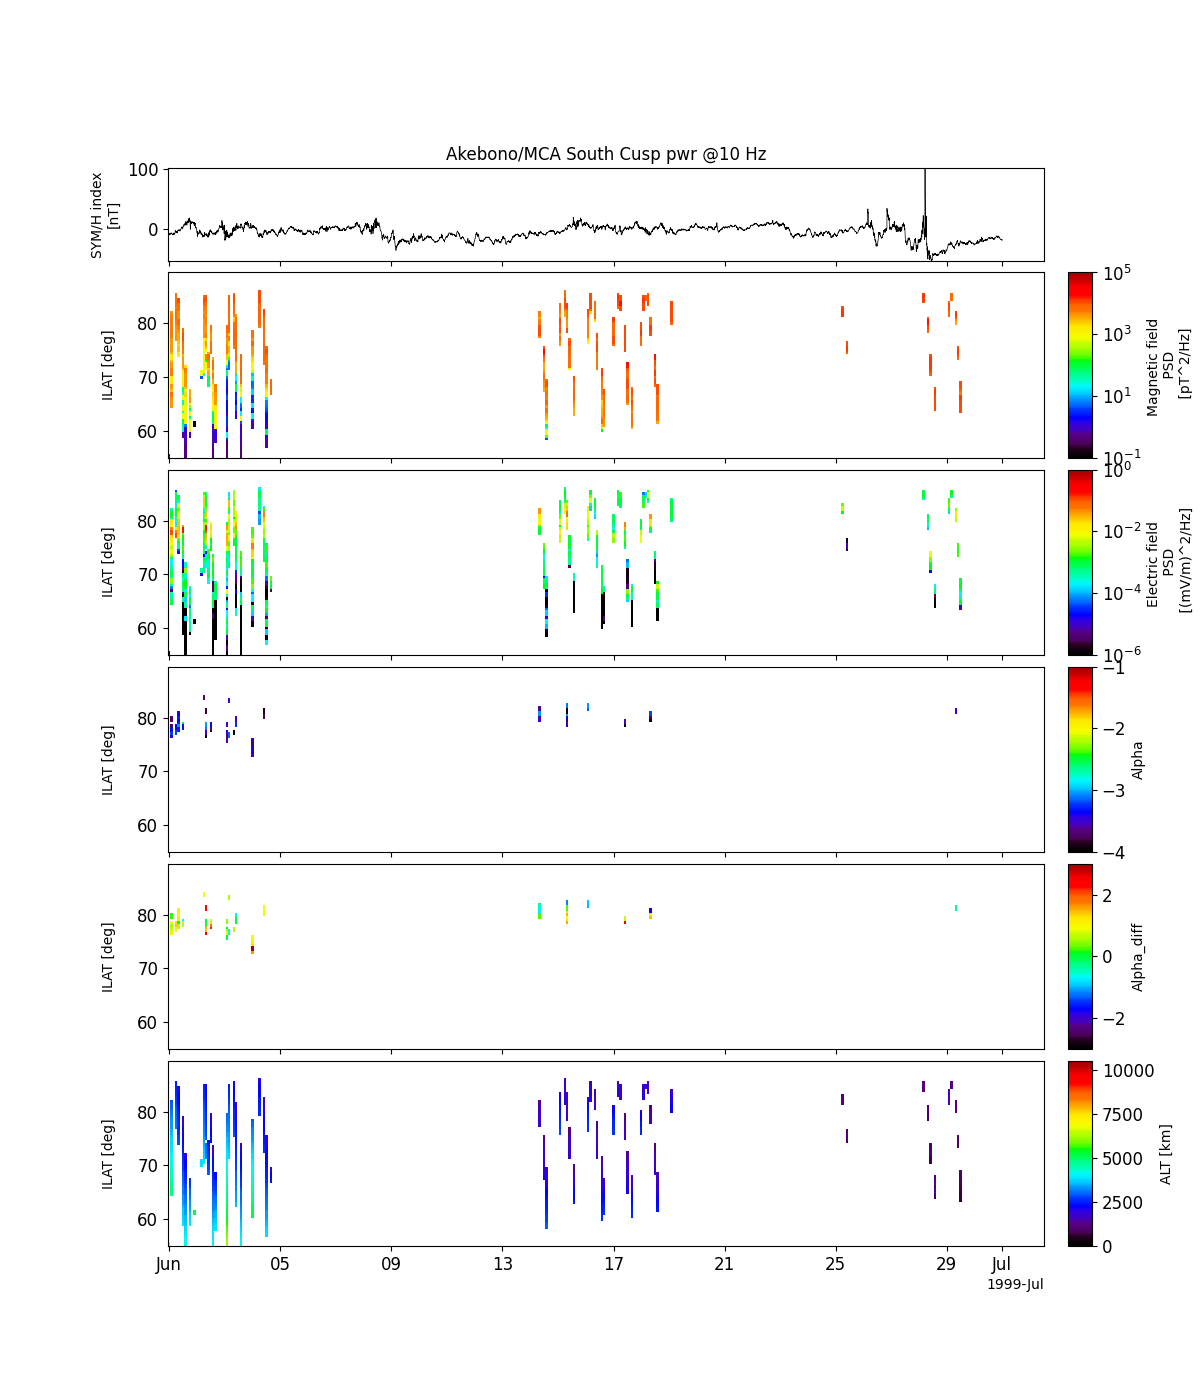 Akebono/MCA South Cusp pwr @10 Hz
SYM/H index
[nT]
100
0
ILAT [deg]
80
70
60
10^5
10^3
10^1
10^-1
Magnetic field
PSD
[pT^2/Hz]
ILAT [deg]
80
70
60
10^0
10^-2
10^-4
10^-6
Electric field
PSD
[(mV/m)^2/Hz]
ILAT [deg]
80
70
60
−1
−2
−3
−4
Alpha
ILAT [deg]
80
70
60
2
0
−2
Alpha_diff
ILAT [deg]
80
70
60
10000
7500
5000
2500
0
ALT [km]
Jun 05 09 13 17 21 25 29 Jul
1999-Jul